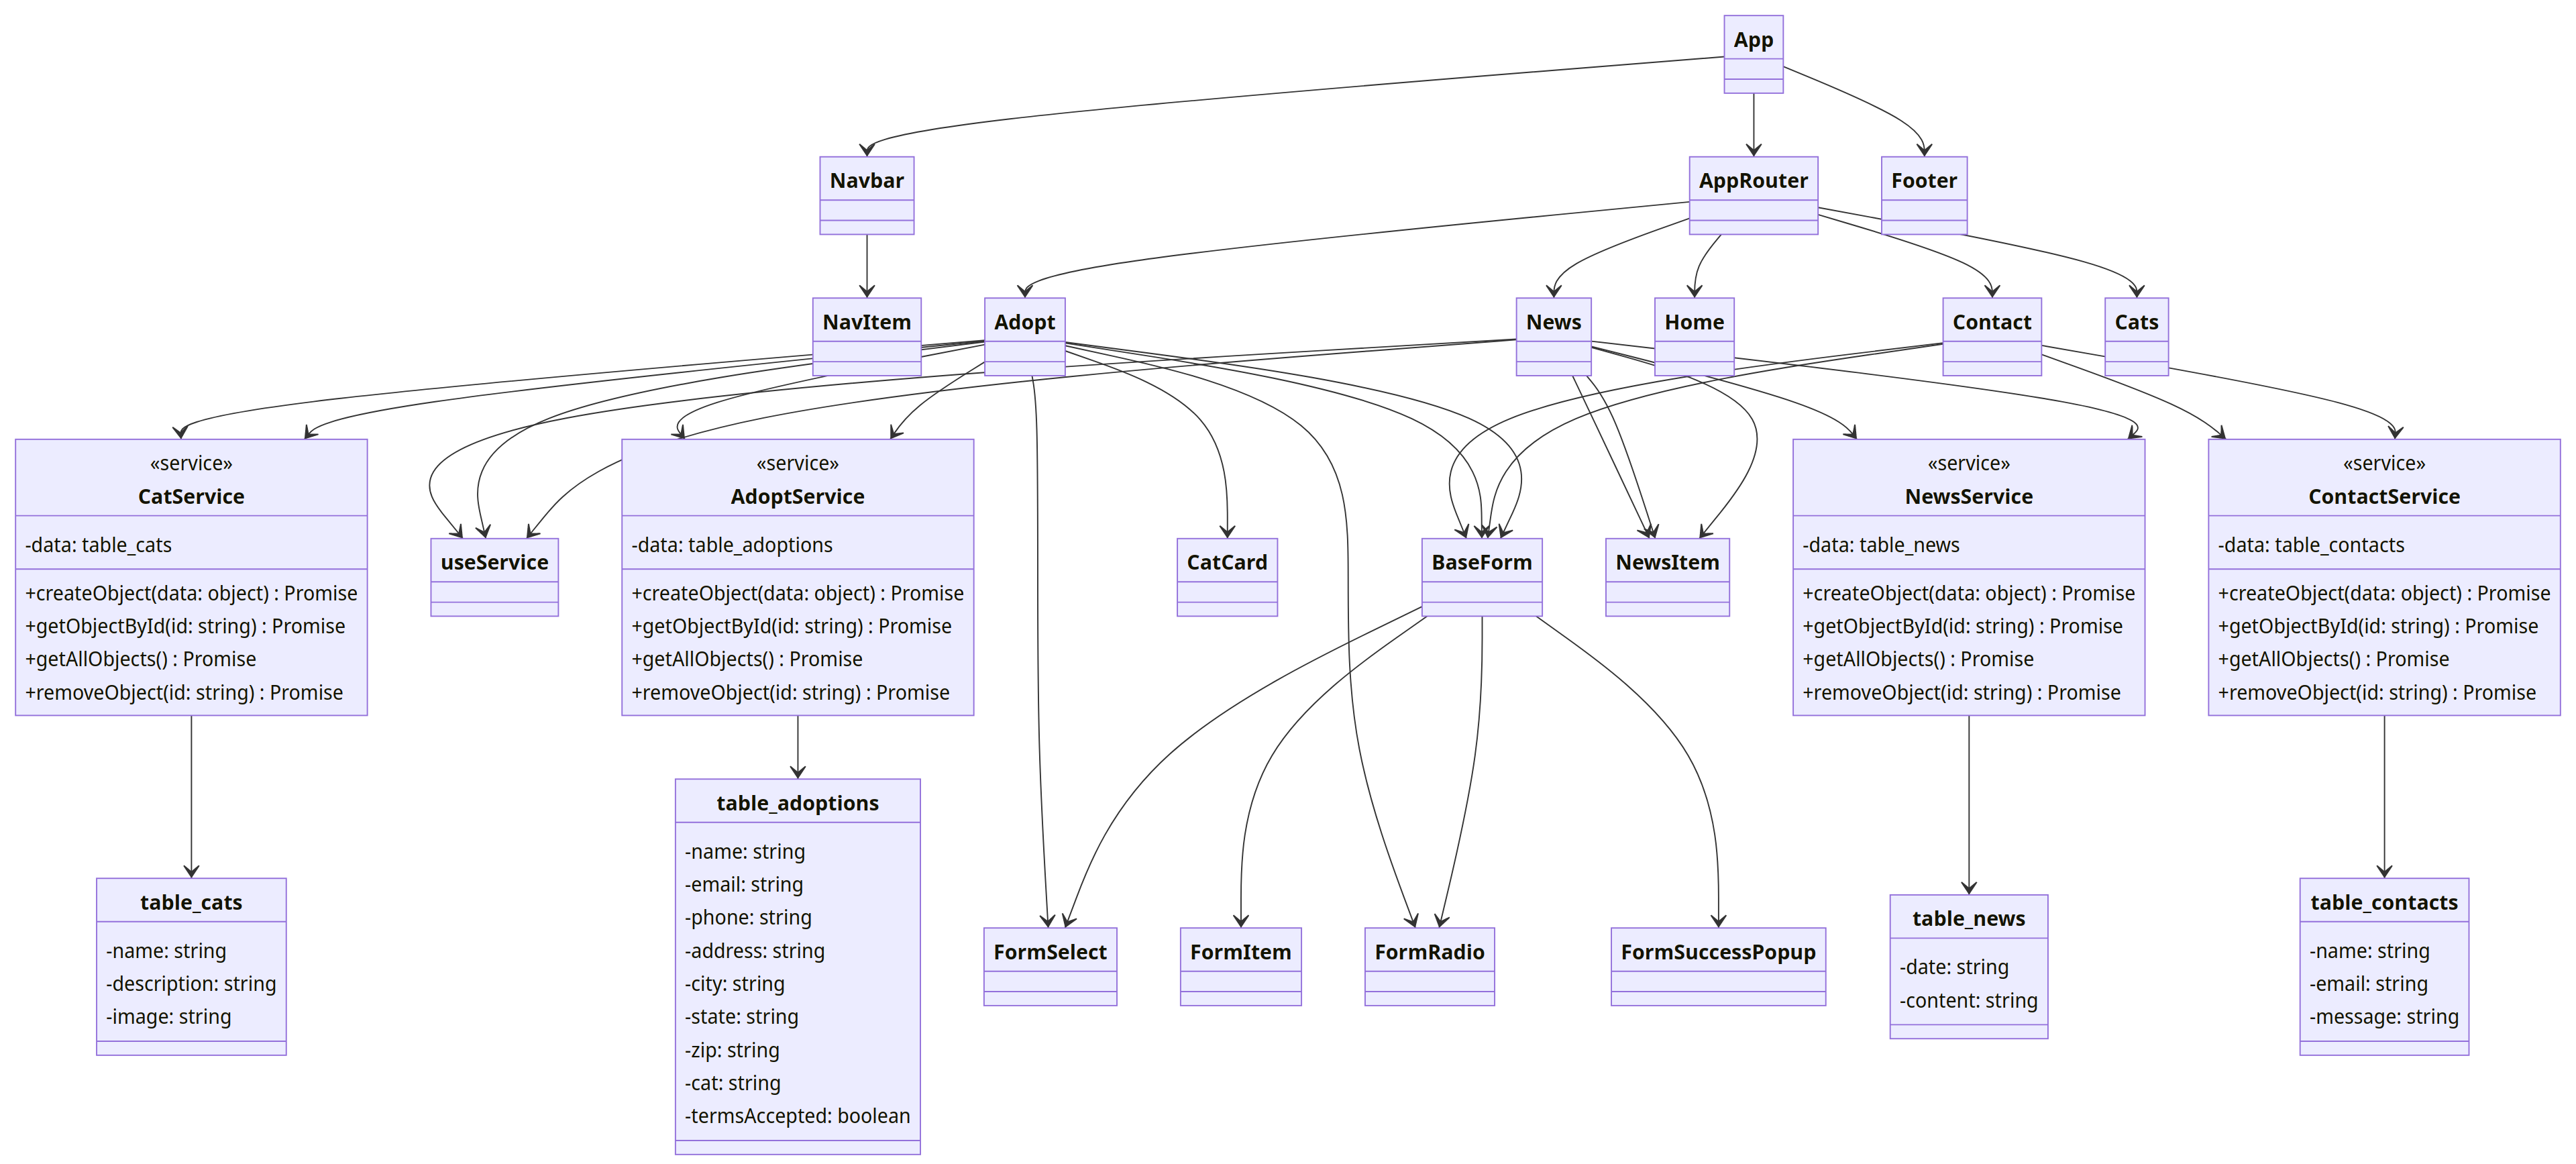 App
Navbar
AppRouter
Footer
NavItem
Adopt
News
Home
Contact
Cats
«service»
CatService
-data: table_cats
+createObject(data: object) : Promise
+getObjectById(id: string) : Promise
+getAllObjects() : Promise
+removeObject(id: string) : Promise
useService
«service»
AdoptService
-data: table_adoptions
+createObject(data: object) : Promise
+getObjectById(id: string) : Promise
+getAllObjects() : Promise
+removeObject(id: string) : Promise
CatCard
BaseForm
NewsItem
«service»
NewsService
-data: table_news
+createObject(data: object) : Promise
+getObjectById(id: string) : Promise
+getAllObjects() : Promise
+removeObject(id: string) : Promise
«service»
ContactService
-data: table_contacts
+createObject(data: object) : Promise
+getObjectById(id: string) : Promise
+getAllObjects() : Promise
+removeObject(id: string) : Promise
table_cats
-name: string
-description: string
-image: string
table_adoptions
-name: string
-email: string
-phone: string
-address: string
-city: string
-state: string
-zip: string
-cat: string
-termsAccepted: boolean
FormSelect
FormItem
FormRadio
FormSuccessPopup
table_news
-date: string
-content: string
table_contacts
-name: string
-email: string
-message: string